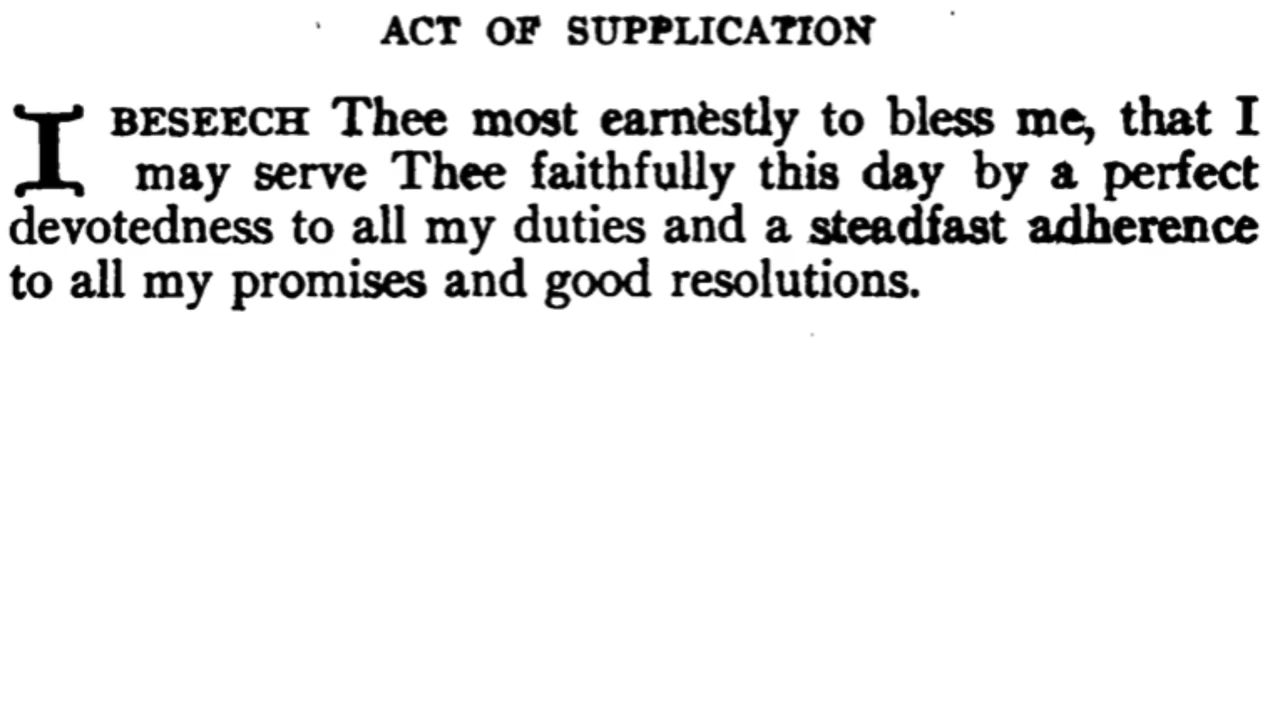 ACT OF SUPPLICATION
I BESEECH Thee most earnestly to bless me, that I
may serve Thee faithfully this day by a perfect
devotedness to all my duties and a steadfast adherence
to all my promises and good resolutions.